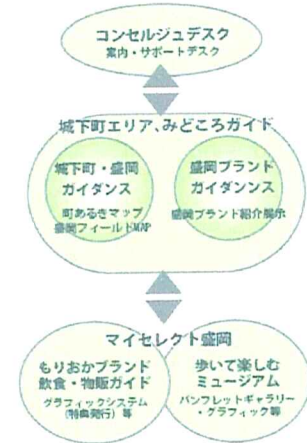 コンセルジュデスク
案内・サポートデスク
城下町エリア、みどころガイド
城下町・盛岡
ガイダンス
町あるきマップ
盛岡フィールドMAP
盛岡ブランド
ガイダンンス
盛岡ブランド紹介展示
マイセレクト盛岡
もりおかブランド
飲食・物販ガイド
グラフィックシステム
(特典発行) 等
歩いて楽しむ
ミュージアム
パンフレットギャラリー
・グラフィック等